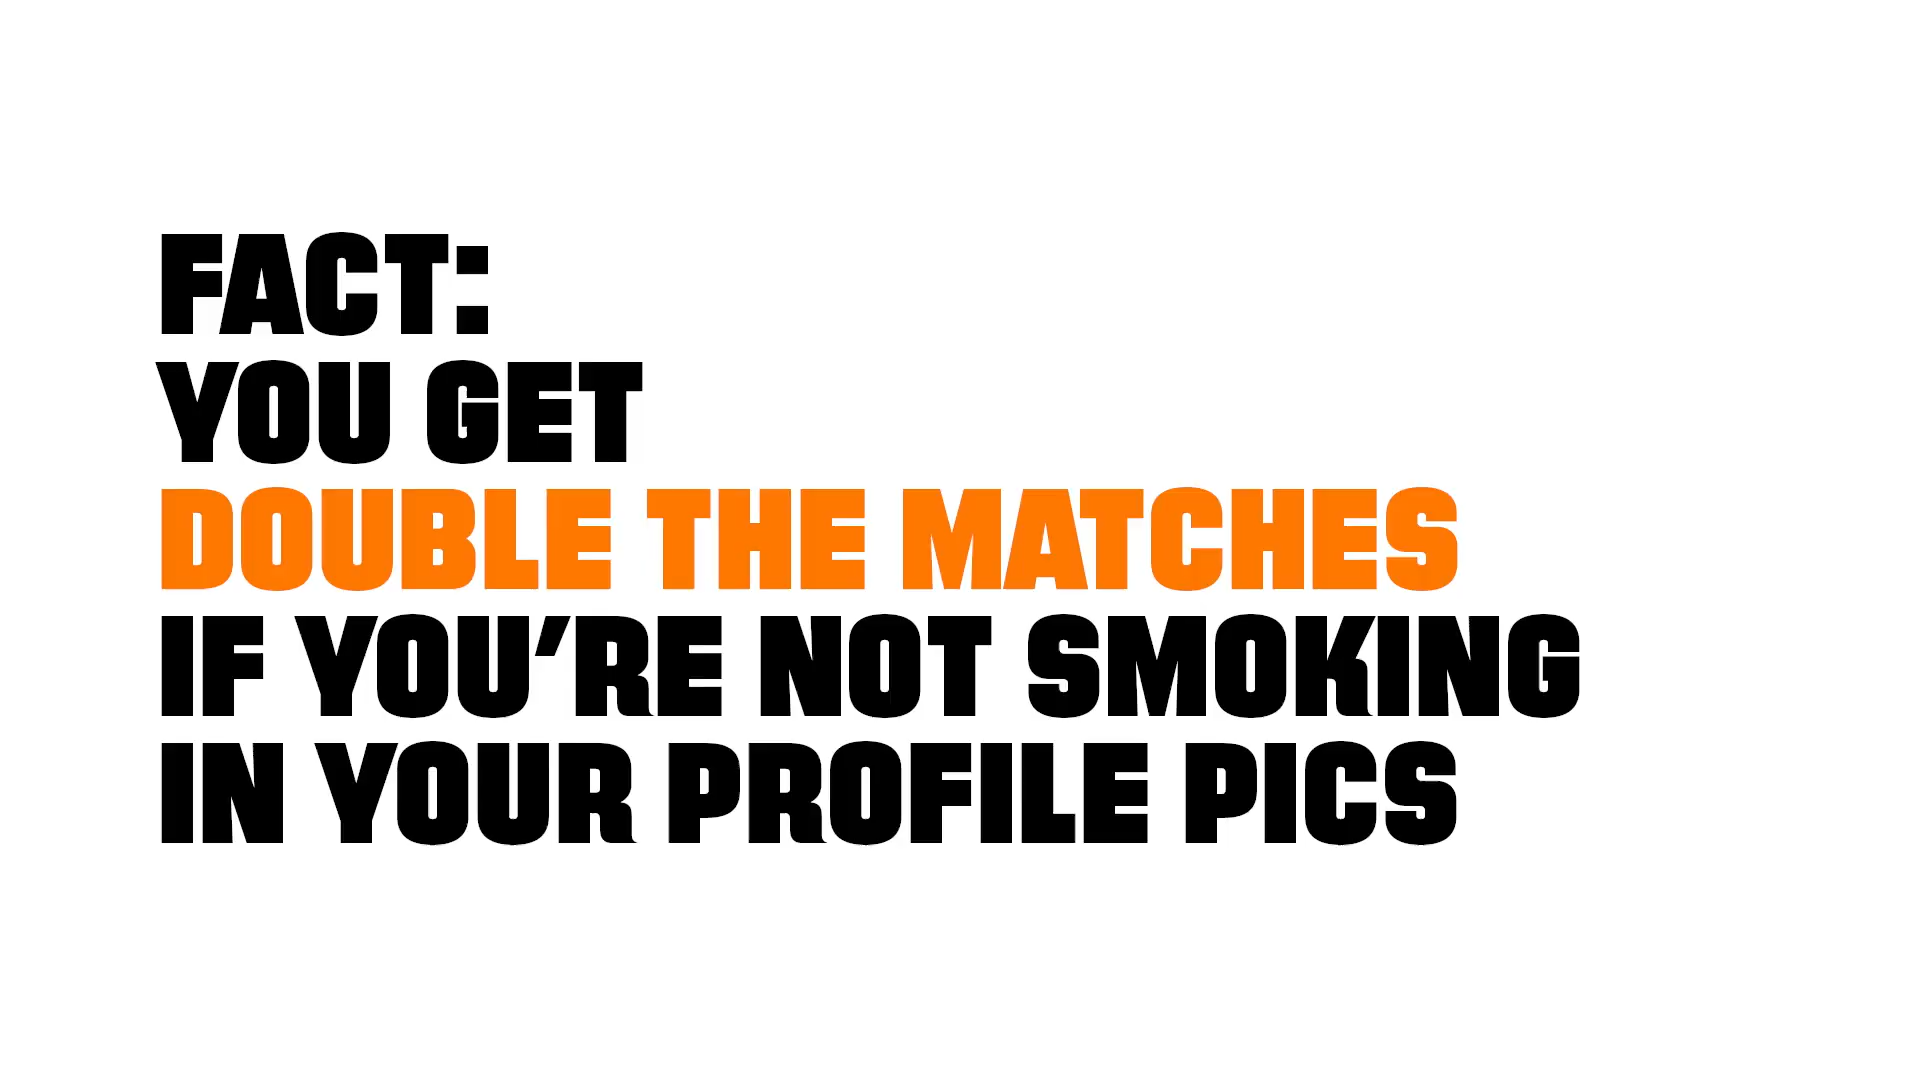 FACT:
YOU GET
DOUBLE THE MATCHES
IF YOU'RE NOT SMOKING
IN YOUR PROFILE PICS